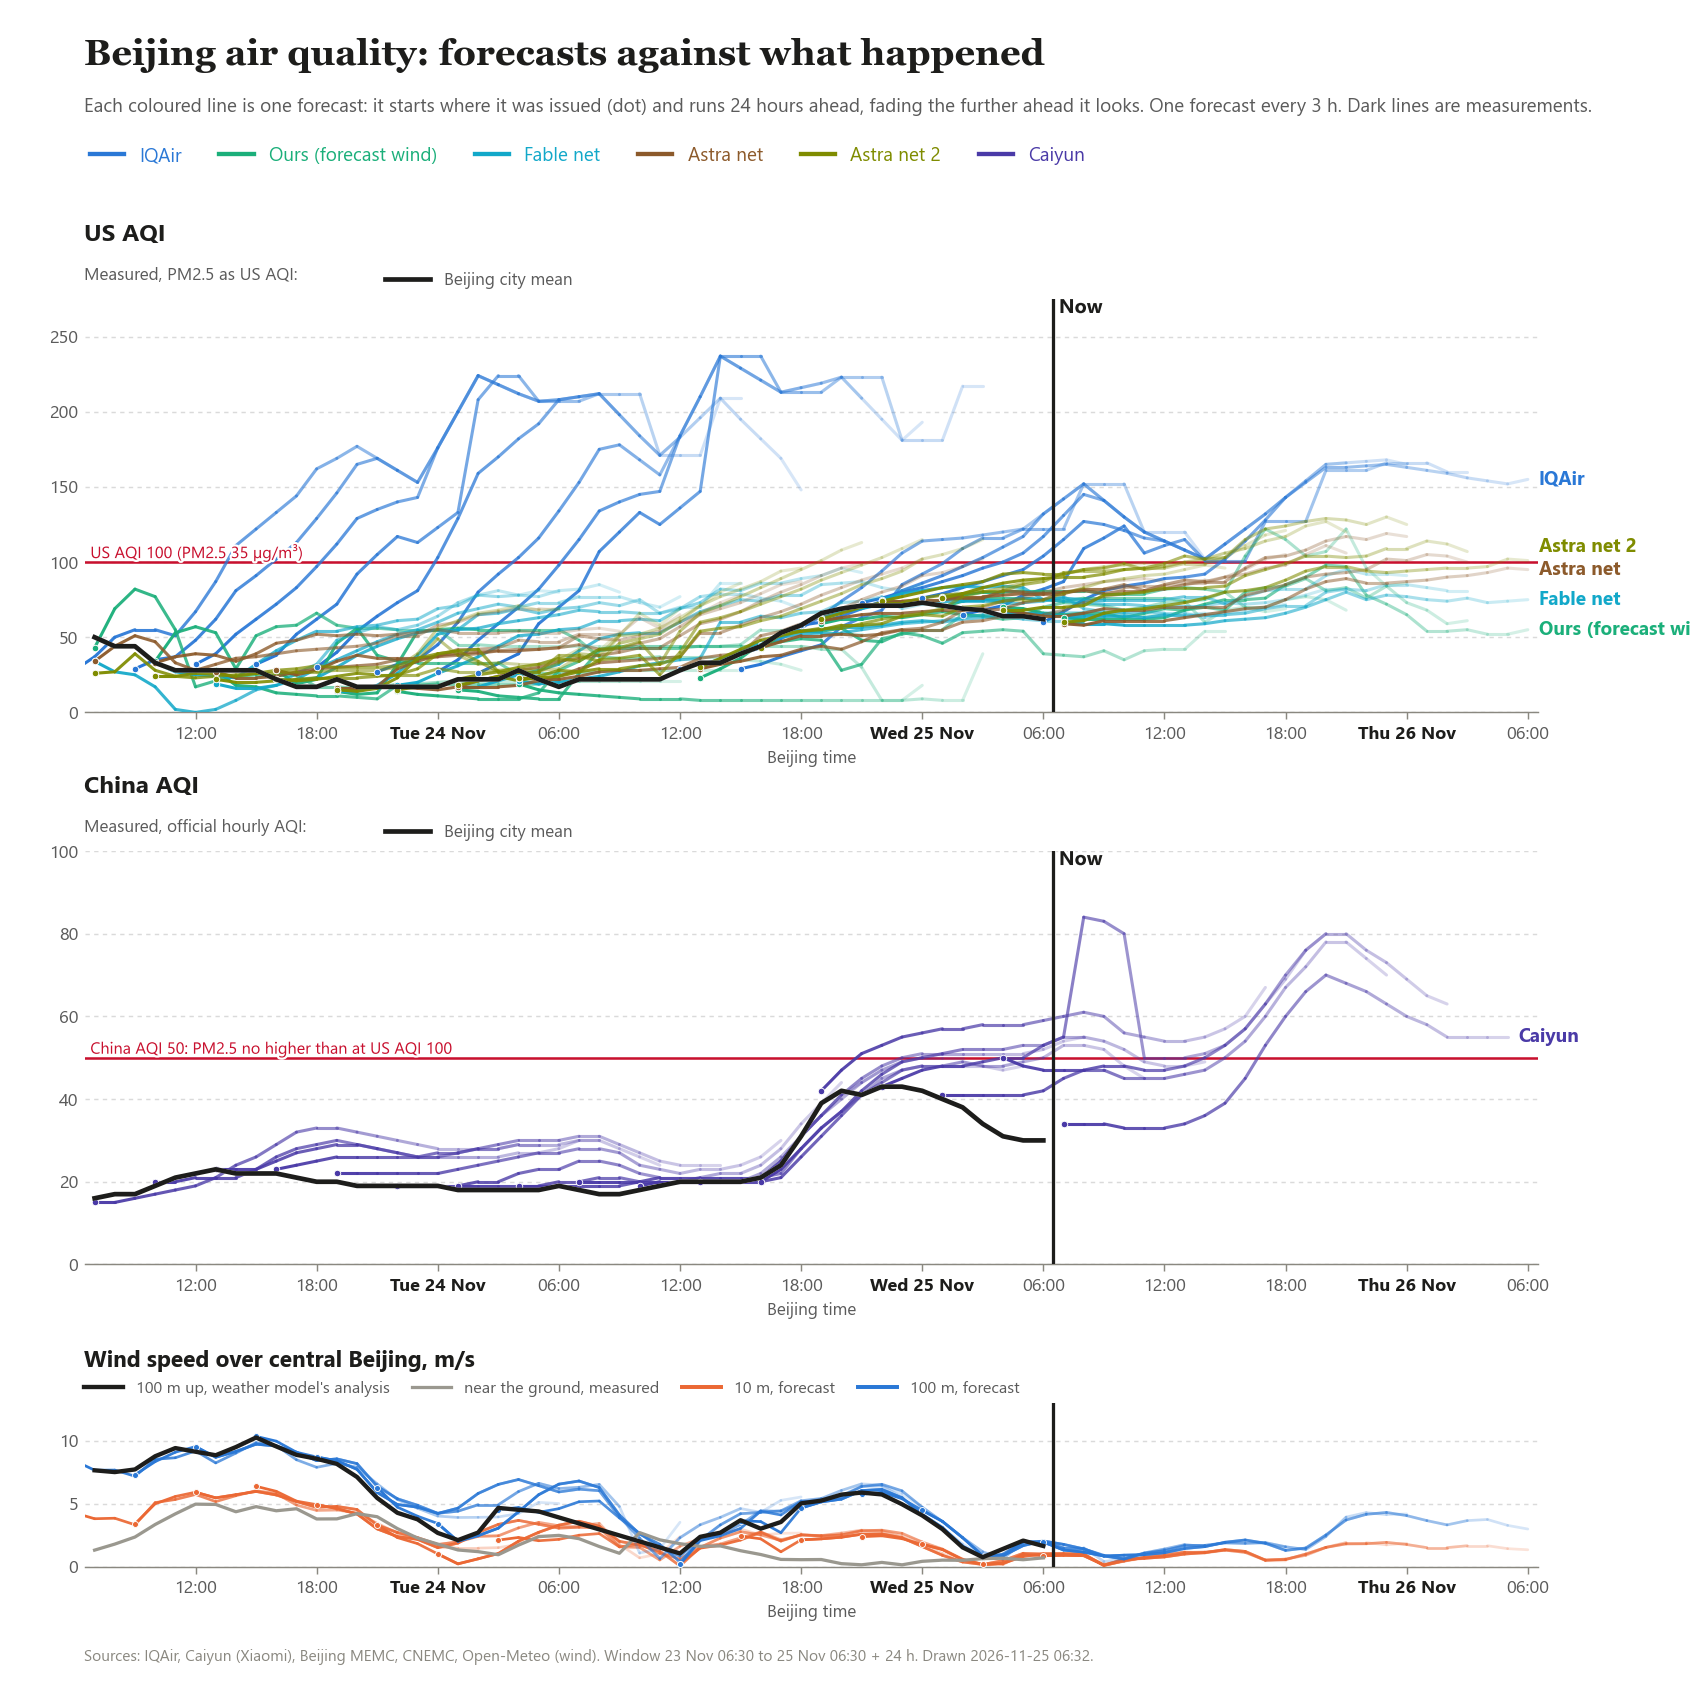 Beijing air quality: forecasts against what happened
Each coloured line is one forecast: it starts where it was issued (dot) and runs 24 hours ahead, fading the further ahead it looks. One forecast every 3 h. Dark lines are measurements.
IQAir Ours (forecast wind) Fable net Astra net Astra net 2 Caiyun
US AQI
Measured, PM2.5 as US AQI: Beijing city mean
Now
250
200
150
100
50
0
US AQI 100 (PM2.5 35 µg/m³)
IQAir
Astra net 2
Astra net
Fable net
Ours (forecast wi
12:00 18:00 Tue 24 Nov 06:00 12:00 18:00 Wed 25 Nov 06:00 12:00 18:00 Thu 26 Nov 06:00
Beijing time
China AQI
Measured, official hourly AQI: Beijing city mean
Now
100
80
60
40
20
0
China AQI 50: PM2.5 no higher than at US AQI 100
Caiyun
12:00 18:00 Tue 24 Nov 06:00 12:00 18:00 Wed 25 Nov 06:00 12:00 18:00 Thu 26 Nov 06:00
Beijing time
Wind speed over central Beijing, m/s
100 m up, weather model's analysis near the ground, measured 10 m, forecast 100 m, forecast
10
5
0
12:00 18:00 Tue 24 Nov 06:00 12:00 18:00 Wed 25 Nov 06:00 12:00 18:00 Thu 26 Nov 06:00
Beijing time
Sources: IQAir, Caiyun (Xiaomi), Beijing MEMC, CNEMC, Open-Meteo (wind). Window 23 Nov 06:30 to 25 Nov 06:30 + 24 h. Drawn 2026-11-25 06:32.